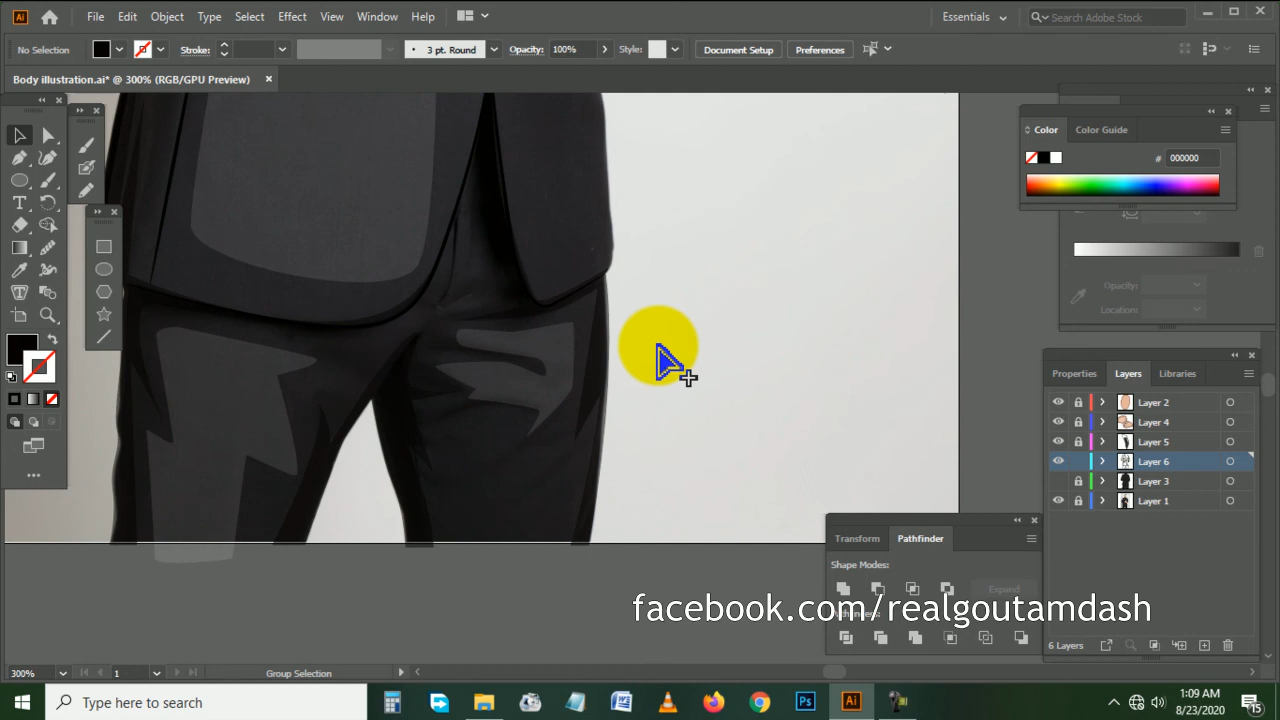 Ai File Edit Object Type Select Effect View Window Help Essentials Search Adobe Stock
No Selection Stroke: 3 pt. Round Opacity: 100% Style: Document Setup Preferences
Body illustration.ai* @ 300% (RGB/GPU Preview)
Color Color Guide
# 000000
Opacity:
Location:
Properties Layers Libraries
Layer 2
Layer 4
Layer 5
Layer 6
Layer 3
Layer 1
Transform Pathfinder
Shape Modes:
Expand
facebook.com/realgoutamdash
6 Layers
300% 1 Group Selection
Type here to search
Ps Ai
1:09 AM
8/23/2020
15